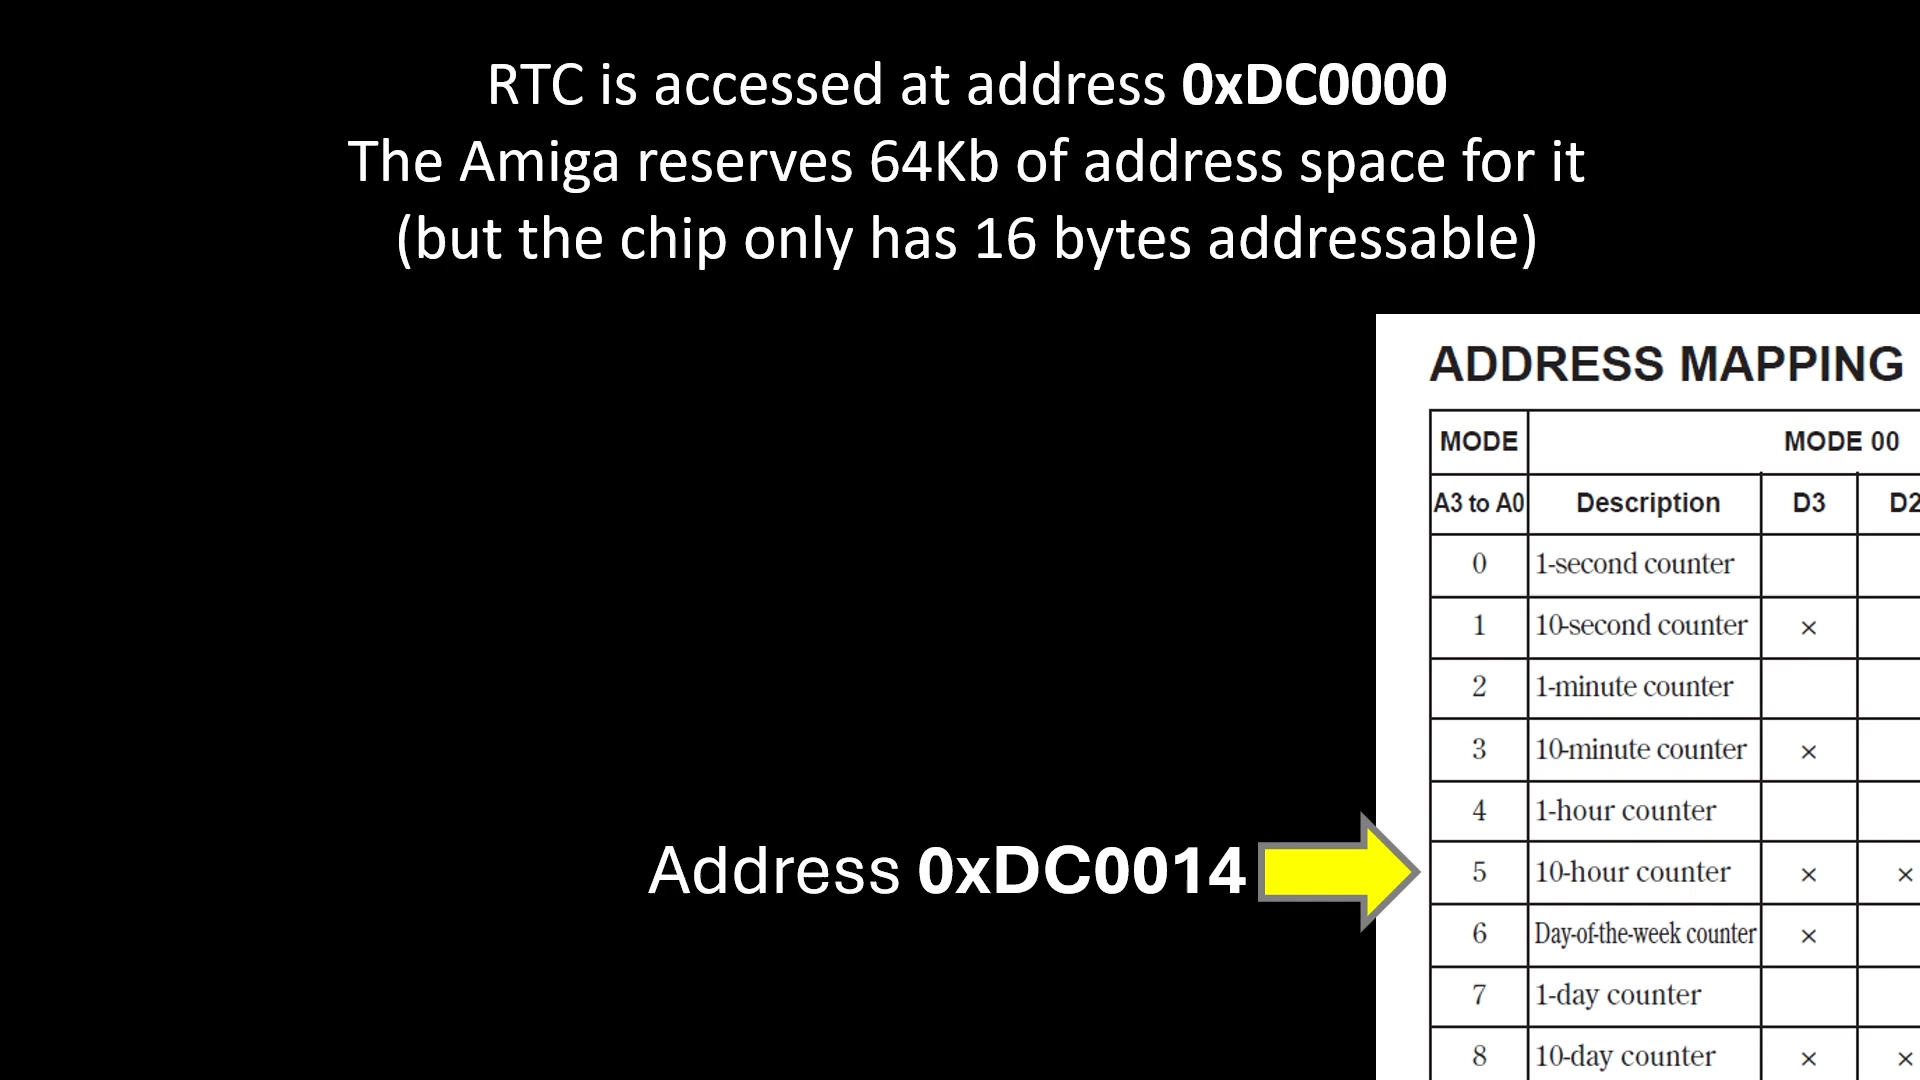 RTC is accessed at address 0xDC0000
The Amiga reserves 64Kb of address space for it
(but the chip only has 16 bytes addressable)
ADDRESS MAPPING
MODE MODE 00
A3 to A0 Description D3 D2
0 1-second counter
1 10-second counter ×
2 1-minute counter
3 10-minute counter ×
4 1-hour counter
Address 0xDC0014
5 10-hour counter × ×
6 Day-of-the-week counter ×
7 1-day counter
8 10-day counter × ×